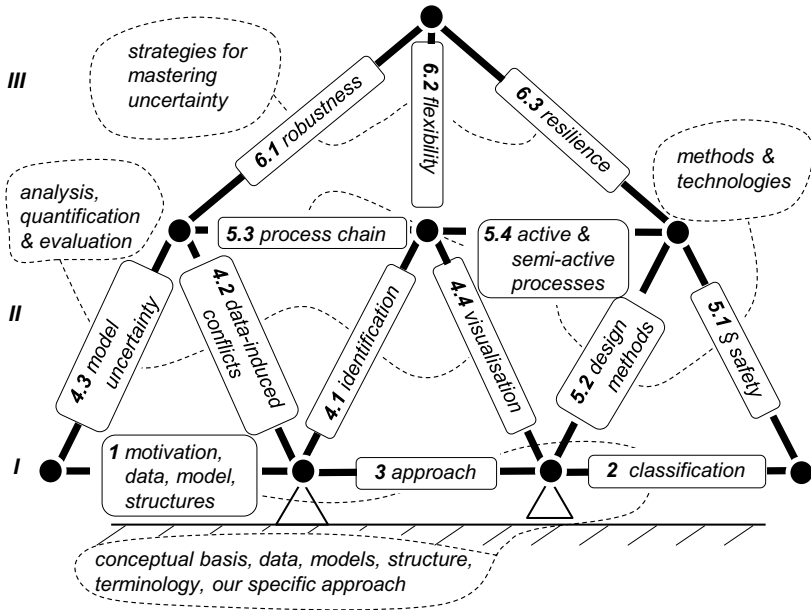 III
strategies for
mastering
uncertainty
6.1 robustness
6.2 flexibility
6.3 resilience
methods &
technologies
analysis,
quantification
& evaluation
5.3 process chain
5.4 active &
semi-active
processes
II
4.3 model
uncertainty
4.2 data-induced
conflicts
4.1 identification
4.4 visualisation
5.2 design
methods
5.1 § safety
I
1 motivation,
data, model,
structures
3 approach
2 classification
conceptual basis, data, models, structure,
terminology, our specific approach